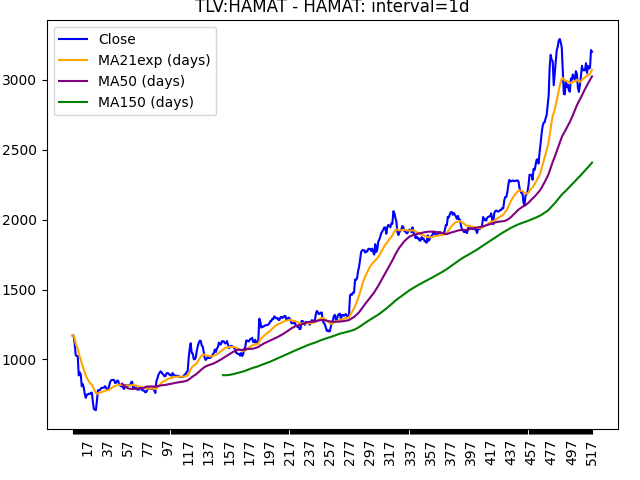 TLV:HAMAT - HAMAT: interval=1d
Close
MA21exp (days)
MA50 (days)
MA150 (days)
3000
2500
2000
1500
1000
17 37 57 77 97 117 137 157 177 197 217 237 257 277 297 317 337 357 377 397 417 437 457 477 497 517